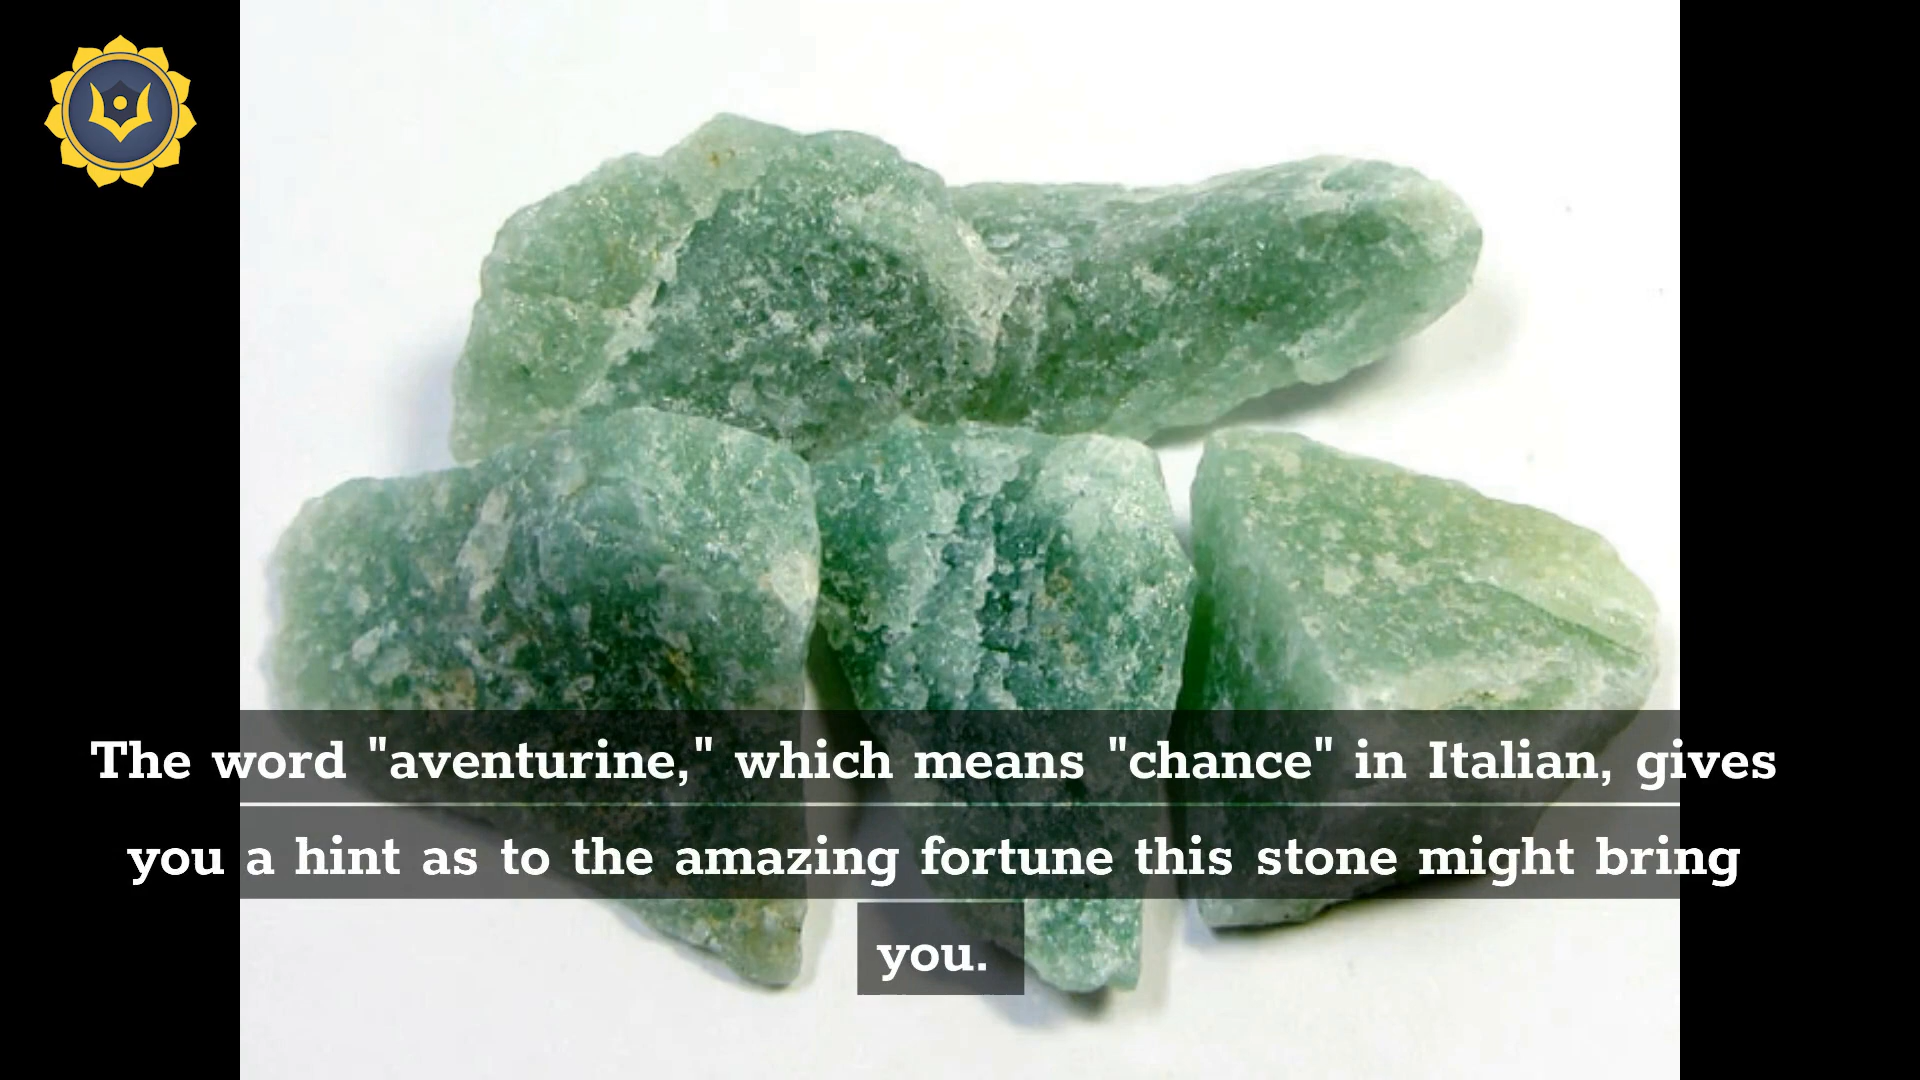 The word "aventurine," which means "chance" in Italian, gives
you a hint as to the amazing fortune this stone might bring
you.